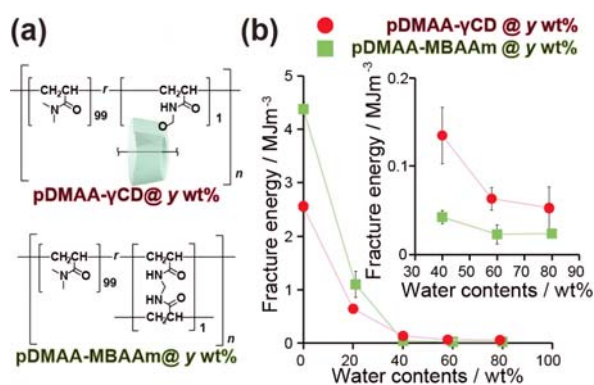 (a)
CH₂CH
r
CH₂CH
N
O
99
HN
O
O
1
n
pDMAA-γCD@ y wt%
CH₂CH
r
CH₂CH
N
O
99
O
HN
HN
O
CH₂CH
1
n
pDMAA-MBAAm@ y wt%
(b)
pDMAA-γCD @ y wt%
pDMAA-MBAAm @ y wt%
Fracture energy / MJm⁻³
5
4
3
2
1
0
0 20 40 60 80 100
Water contents / wt%
Fracture energy / MJm⁻³
0.2
0.1
0
30 40 50 60 70 80 90
Water contents / wt%